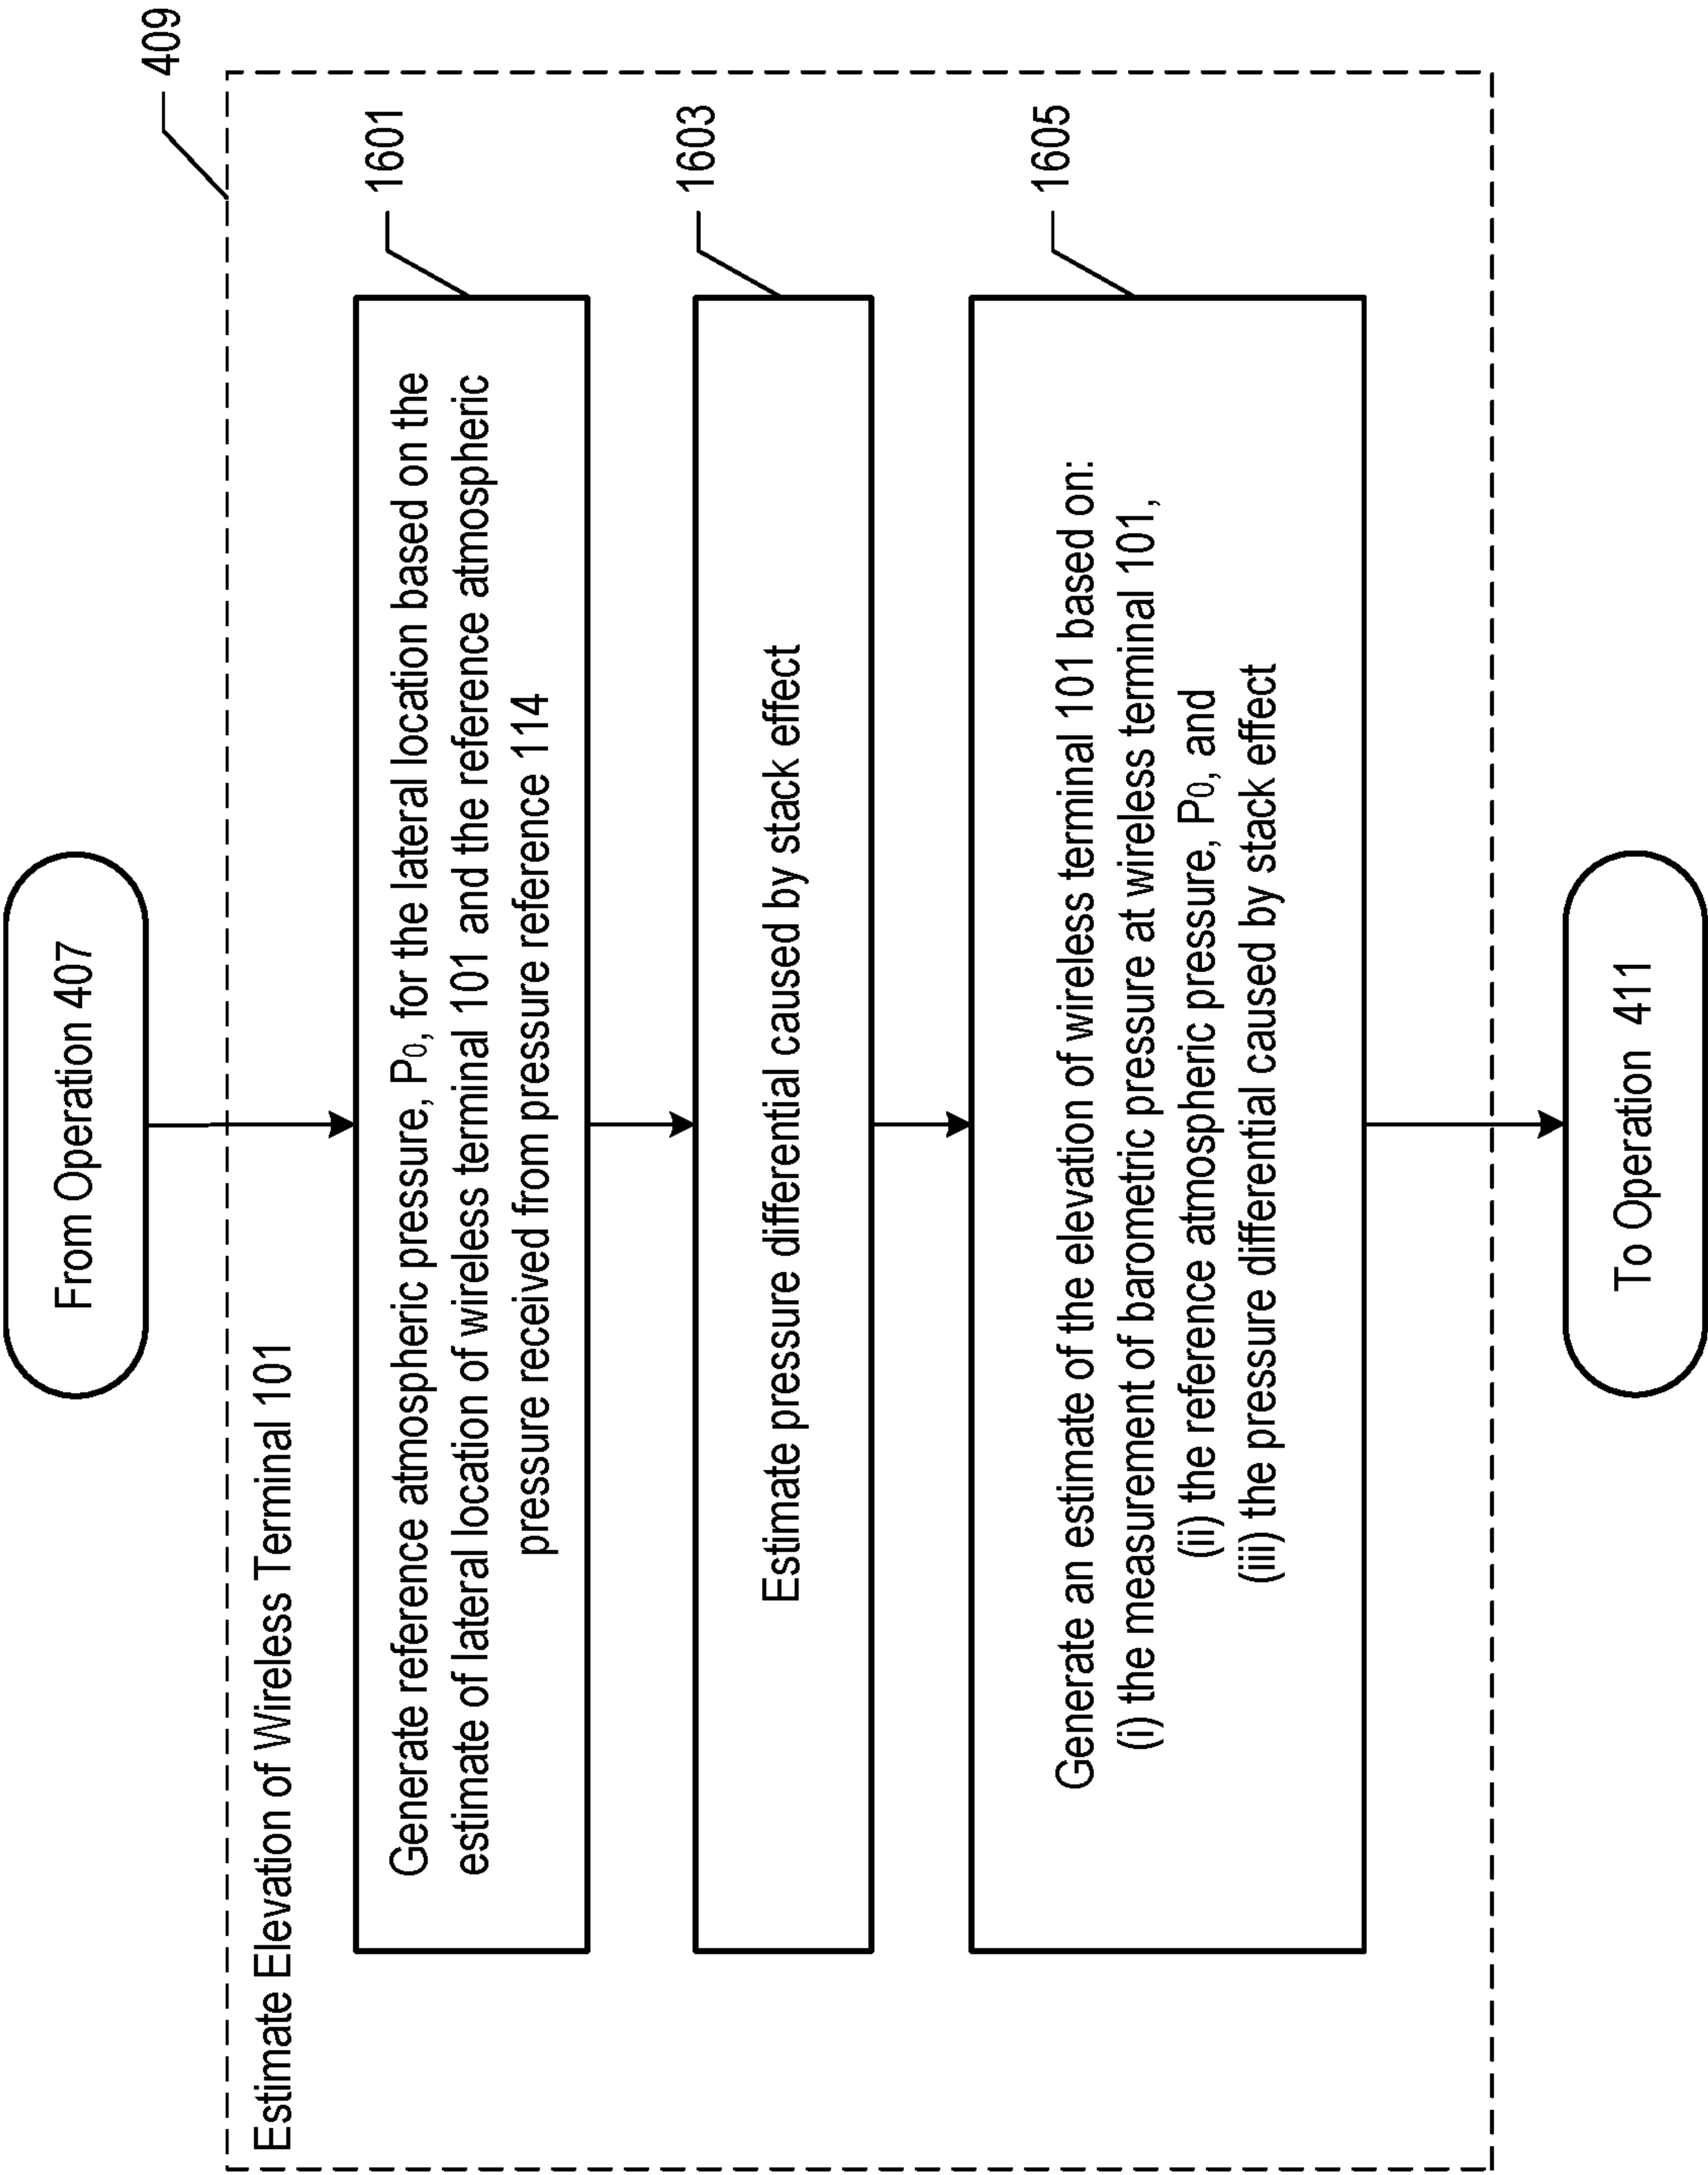 From Operation 407
409
Estimate Elevation of Wireless Terminal 101
1601
Generate reference atmospheric pressure, P0, for the lateral location based on the
estimate of lateral location of wireless terminal 101 and the reference atmospheric
pressure received from pressure reference 114
1603
Estimate pressure differential caused by stack effect
1605
Generate an estimate of the elevation of wireless terminal 101 based on:
(i) the measurement of barometric pressure at wireless terminal 101,
(ii) the reference atmospheric pressure, P0, and
(iii) the pressure differential caused by stack effect
To Operation 411